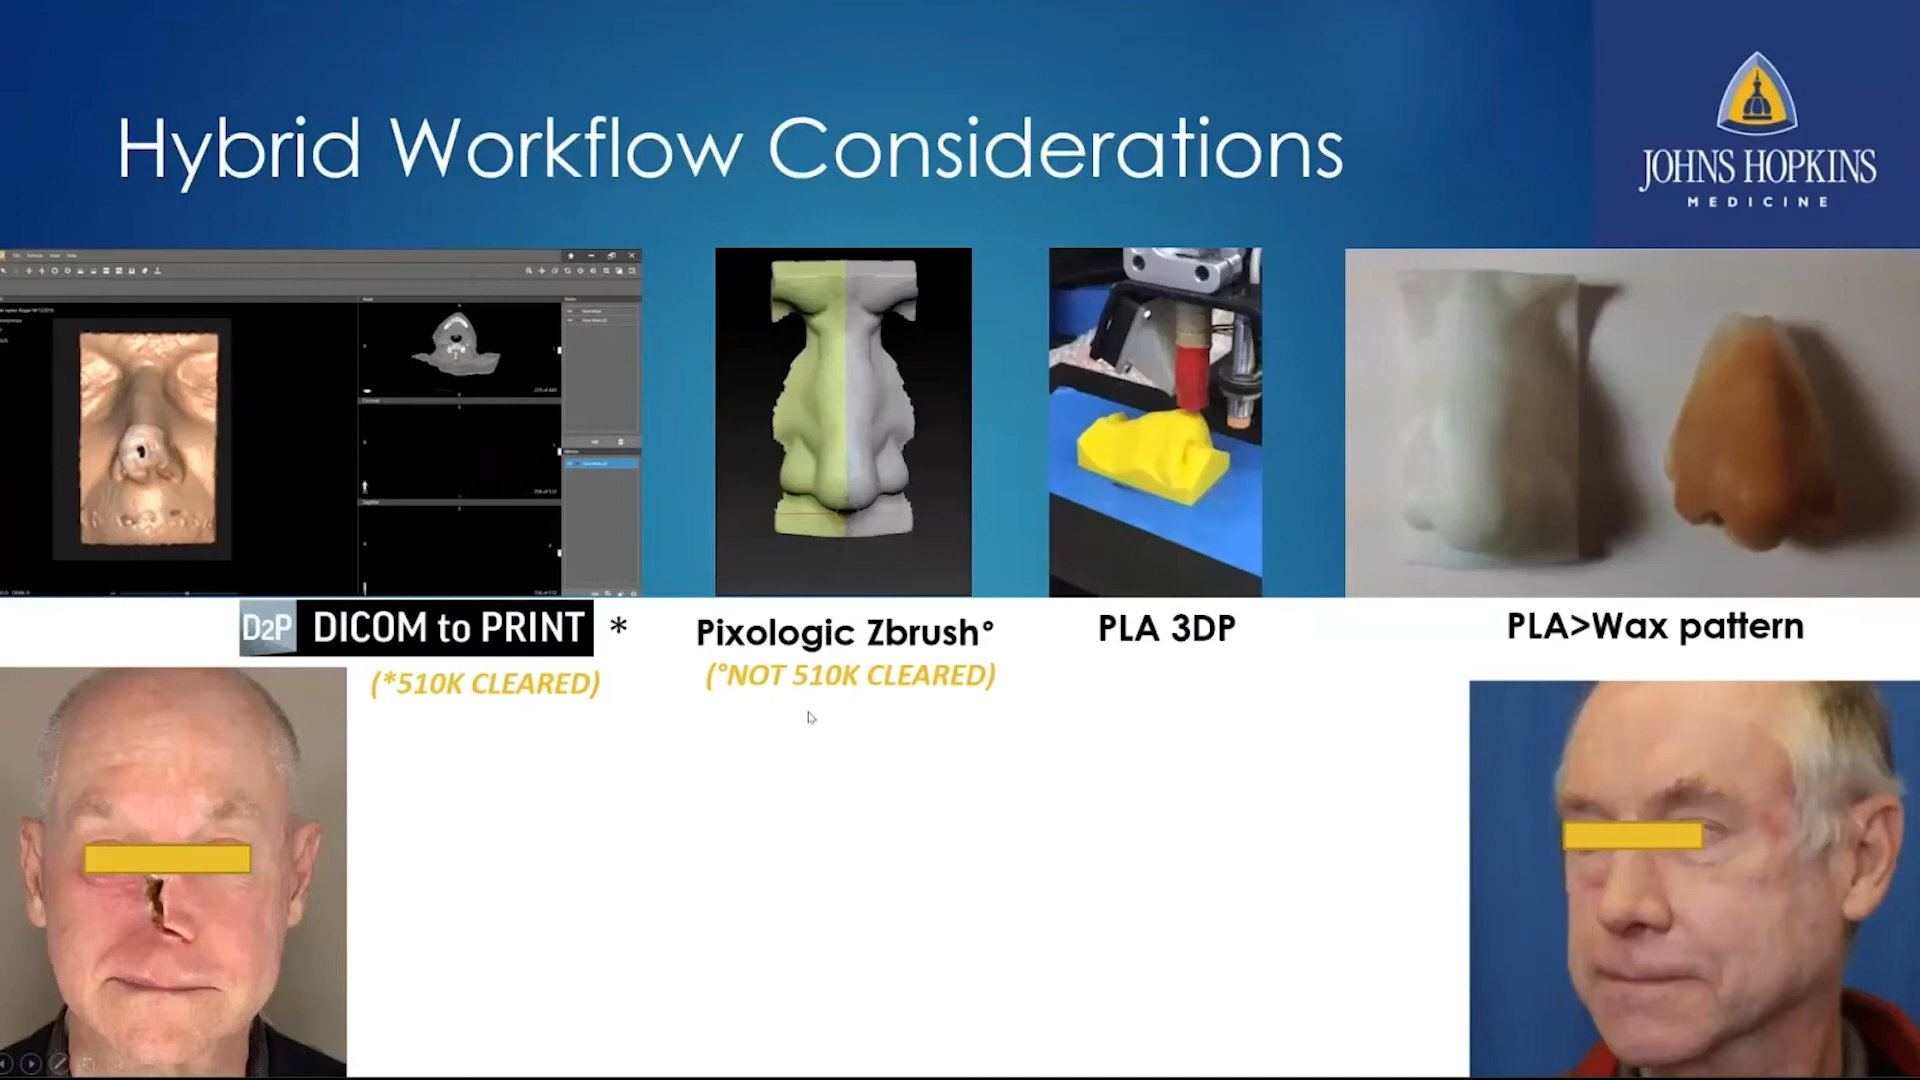 Hybrid Workflow Considerations
JOHNS HOPKINS
MEDICINE
D2P DICOM to PRINT *
(*510K CLEARED)
Pixologic Zbrush°
(°NOT 510K CLEARED)
PLA 3DP
PLA>Wax pattern